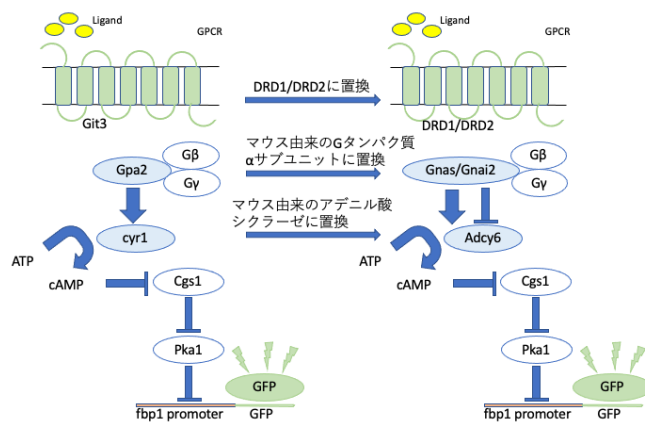 Ligand
GPCR
Git3
DRD1/DRD2に置換
Ligand
GPCR
DRD1/DRD2
Gpa2
Gβ
Gγ
マウス由来のGタンパク質
αサブユニットに置換
Gnas/Gnai2
Gβ
Gγ
cyr1
マウス由来のアデニル酸
シクラーゼに置換
Adcy6
ATP
cAMP
Cgs1
Pka1
GFP
fbp1 promoter
GFP
ATP
cAMP
Cgs1
Pka1
GFP
fbp1 promoter
GFP